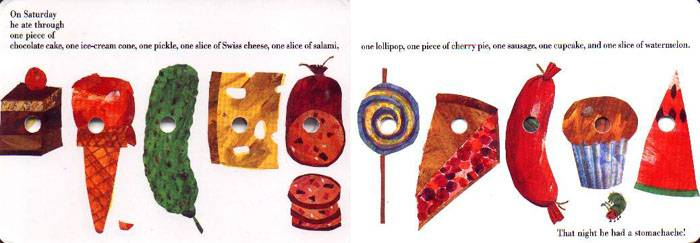 On Saturday
he ate through
one piece of
chocolate cake, one ice-cream cone, one pickle, one slice of Swiss cheese, one slice of salami,
one lollipop, one piece of cherry pie, one sausage, one cupcake, and one slice of watermelon.
That night he had a stomachache!